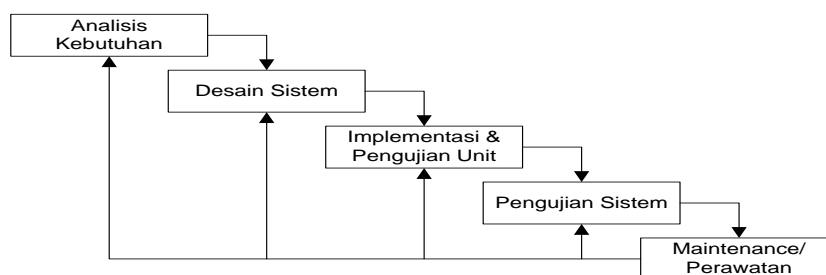 Analisis
Kebutuhan
Desain Sistem
Implementasi &
Pengujian Unit
Pengujian Sistem
Maintenance/
Perawatan